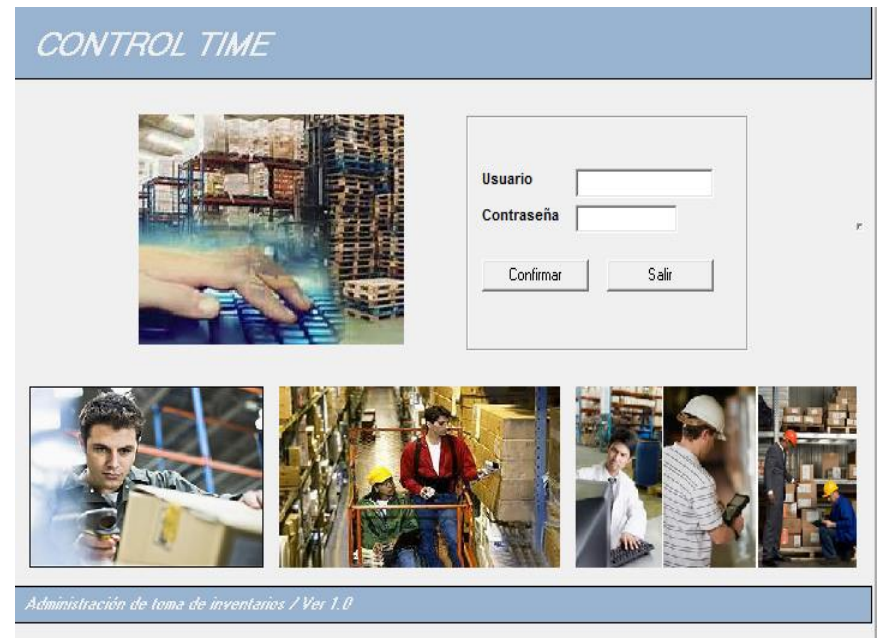 CONTROL TIME
Usuario
Contraseña
Confirmar Salir
Administración de toma de inventarios / Ver 1.0